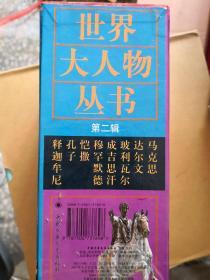 世界
大人物
丛书
第二辑
马克思
达尔文
玻利瓦尔
成吉思汗
穆罕默德
恺撒
孔子
释迦牟尼